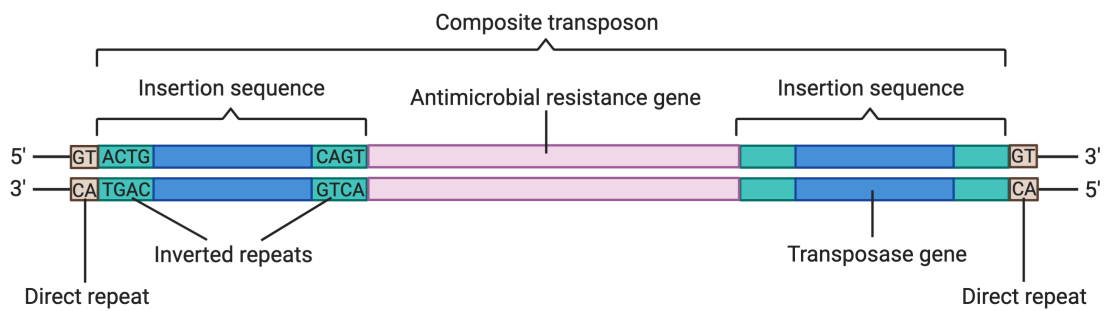 Composite transposon
Insertion sequence
Antimicrobial resistance gene
Insertion sequence
5' GT ACTG CAGT GT 3'
3' CA TGAC GTCA CA 5'
Inverted repeats
Transposase gene
Direct repeat
Direct repeat